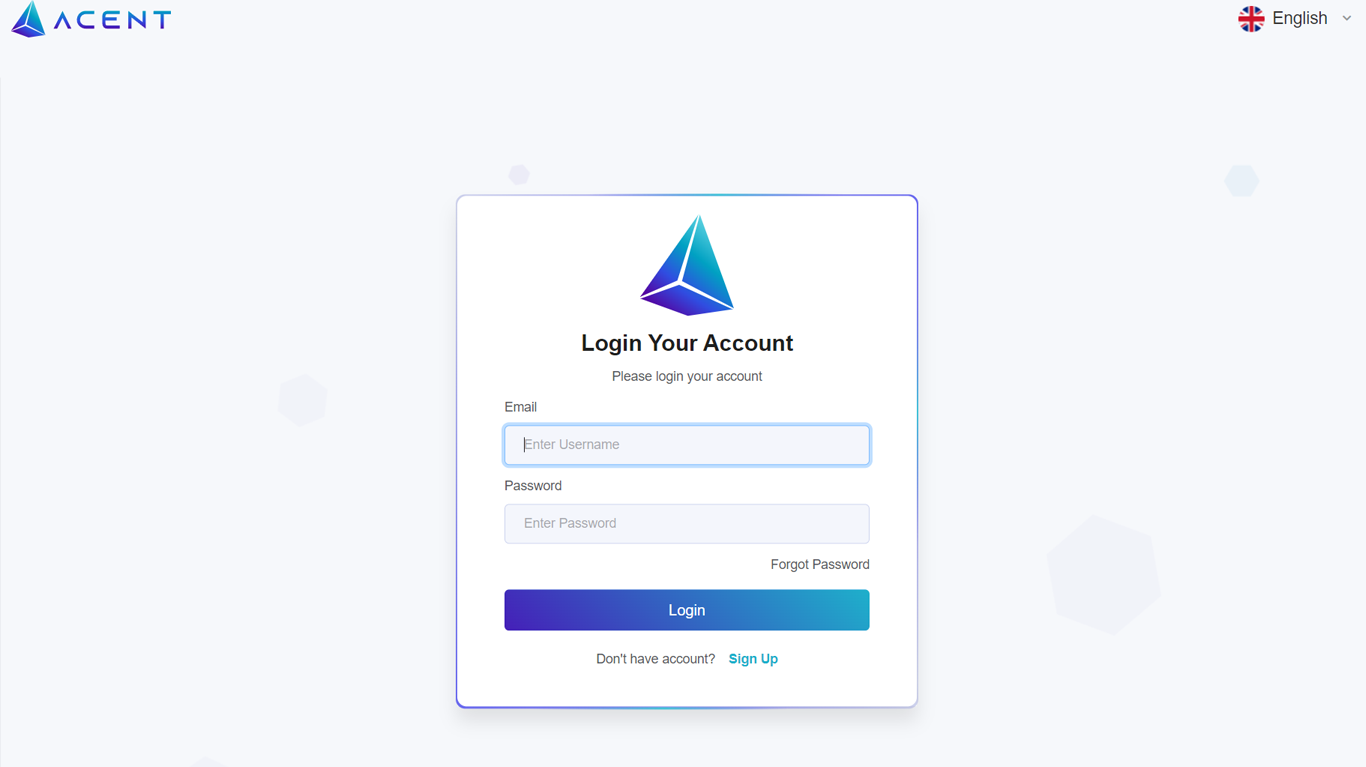 ACENT
English
Login Your Account
Please login your account
Email
Enter Username
Password
Enter Password
Forgot Password
Login
Don't have account? Sign Up